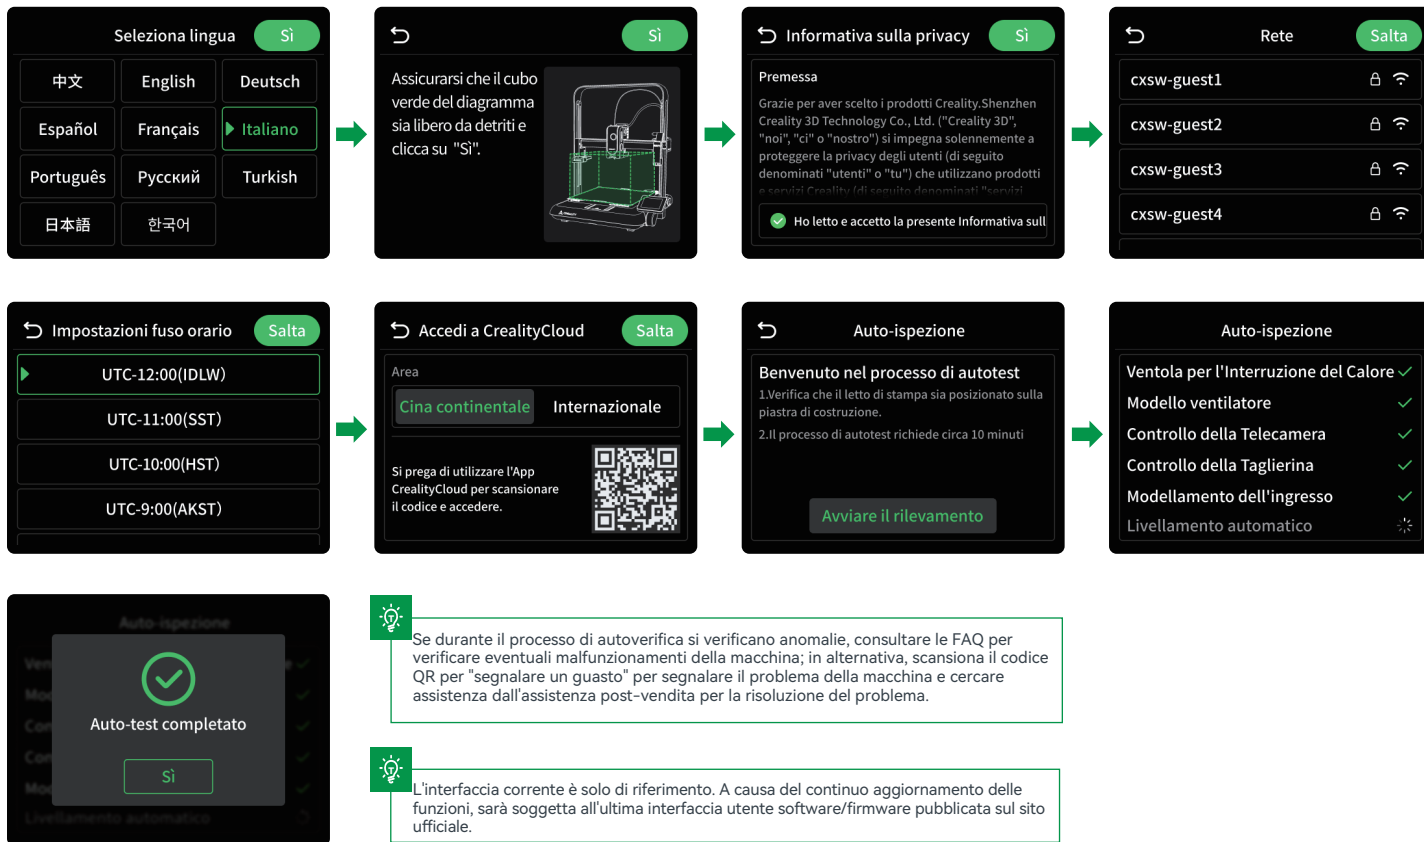 Seleziona lingua
Sì
中文
English
Deutsch
Español
Français
Italiano
Português
Русский
Turkish
日本語
한국어
Sì
Assicurarsi che il cubo
verde del diagramma
sia libero da detriti e
clicca su "Sì".
Informativa sulla privacy
Sì
Premessa
Grazie per aver scelto i prodotti Creality.Shenzhen
Creality 3D Technology Co., Ltd. ("Creality 3D",
"noi", "ci" o "nostro") si impegna solennemente a
proteggere la privacy degli utenti (di seguito
denominati "utenti" o "tu") che utilizzano prodotti
e servizi Creality (di seguito denominati "servizi
Ho letto e accetto la presente Informativa sull
Rete
Salta
cxsw-guest1
cxsw-guest2
cxsw-guest3
cxsw-guest4
Impostazioni fuso orario
Salta
UTC-12:00(IDLW)
UTC-11:00(SST)
UTC-10:00(HST)
UTC-9:00(AKST)
Accedi a CrealityCloud
Salta
Area
Cina continentale
Internazionale
Si prega di utilizzare l'App
CrealityCloud per scansionare
il codice e accedere.
Auto-ispezione
Benvenuto nel processo di autotest
1.Verifica che il letto di stampa sia posizionato sulla
piastra di costruzione.
2.Il processo di autotest richiede circa 10 minuti
Avviare il rilevamento
Auto-ispezione
Ventola per l'Interruzione del Calore
Modello ventilatore
Controllo della Telecamera
Controllo della Taglierina
Modellamento dell'ingresso
Livellamento automatico
Auto-ispezione
Auto-test completato
Sì
Livellamento automatico
Se durante il processo di autoverifica si verificano anomalie, consultare le FAQ per
verificare eventuali malfunzionamenti della macchina; in alternativa, scansiona il codice
QR per "segnalare un guasto" per segnalare il problema della macchina e cercare
assistenza dall'assistenza post-vendita per la risoluzione del problema.
L'interfaccia corrente è solo di riferimento. A causa del continuo aggiornamento delle
funzioni, sarà soggetta all'ultima interfaccia utente software/firmware pubblicata sul sito
ufficiale.